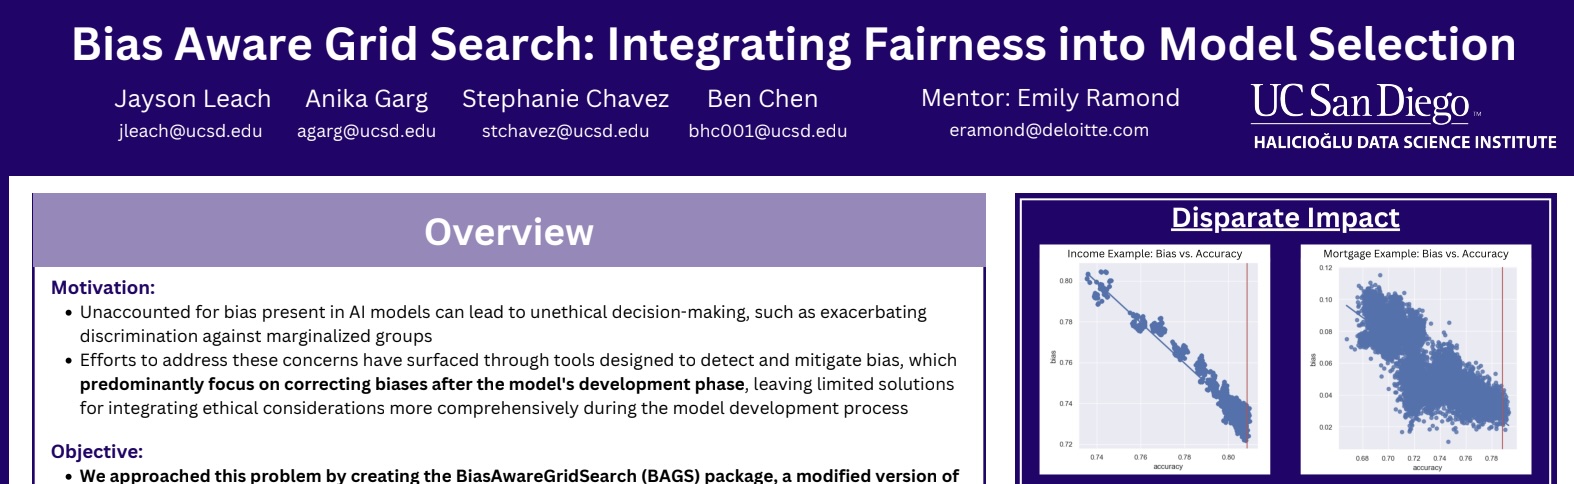 Bias Aware Grid Search: Integrating Fairness into Model Selection
Jayson Leach Anika Garg Stephanie Chavez Ben Chen Mentor: Emily Ramond
jleach@ucsd.edu agarg@ucsd.edu stchavez@ucsd.edu bhc001@ucsd.edu eramond@deloitte.com
UC San Diego ™
HALICIOĞLU DATA SCIENCE INSTITUTE
Overview
Motivation:
• Unaccounted for bias present in AI models can lead to unethical decision-making, such as exacerbating
discrimination against marginalized groups
• Efforts to address these concerns have surfaced through tools designed to detect and mitigate bias, which
predominantly focus on correcting biases after the model's development phase, leaving limited solutions
for integrating ethical considerations more comprehensively during the model development process
Objective:
• We approached this problem by creating the BiasAwareGridSearch (BAGS) package, a modified version of
Disparate Impact
Income Example: Bias vs. Accuracy
0.80
0.78
0.76
0.74
0.72
bias
0.74 0.76 0.78 0.80
accuracy
Mortgage Example: Bias vs. Accuracy
0.12
0.10
0.08
0.06
0.04
0.02
bias
0.68 0.70 0.72 0.74 0.76 0.78
accuracy